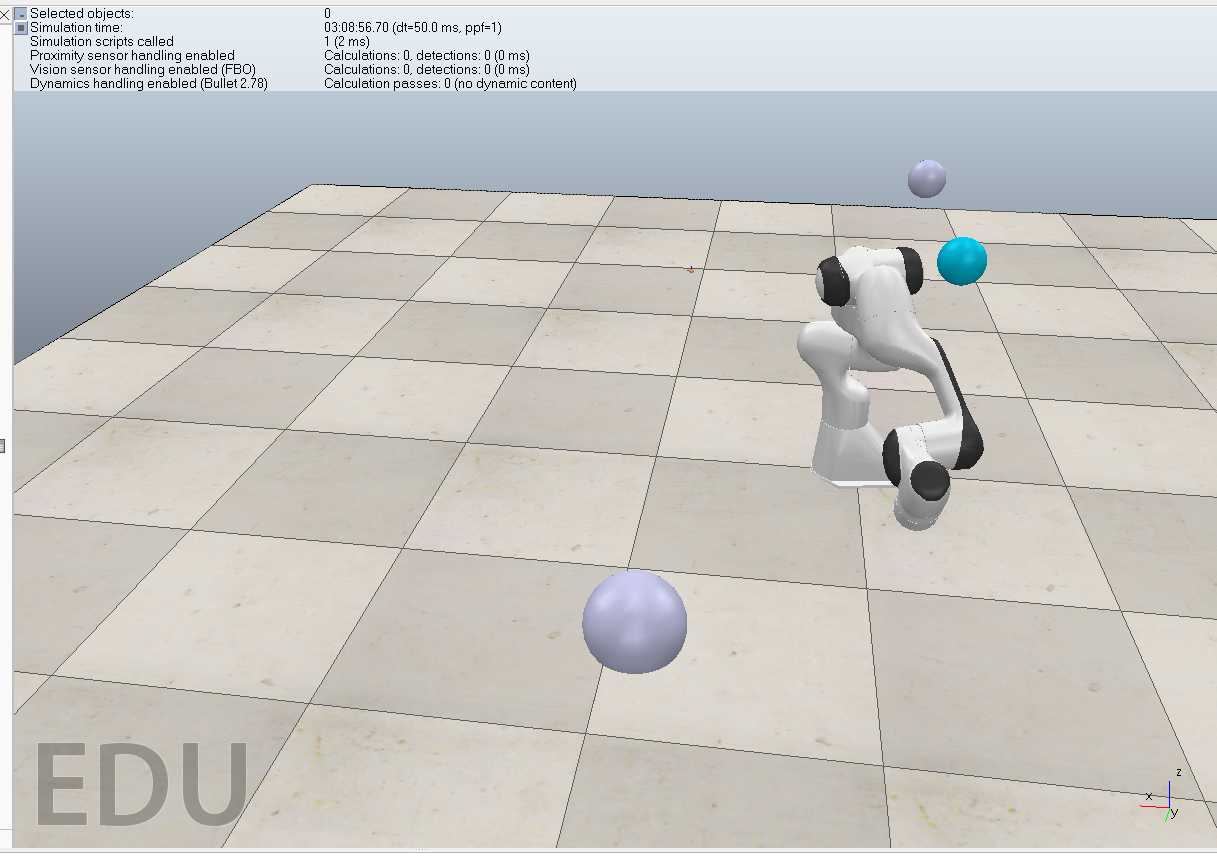 Selected objects: 0
Simulation time: 03:08:56.70 (dt=50.0 ms, ppf=1)
Simulation scripts called 1 (2 ms)
Proximity sensor handling enabled Calculations: 0, detections: 0 (0 ms)
Vision sensor handling enabled (FBO) Calculations: 0, detections: 0 (0 ms)
Dynamics handling enabled (Bullet 2.78) Calculation passes: 0 (no dynamic content)
EDU
z
x
y